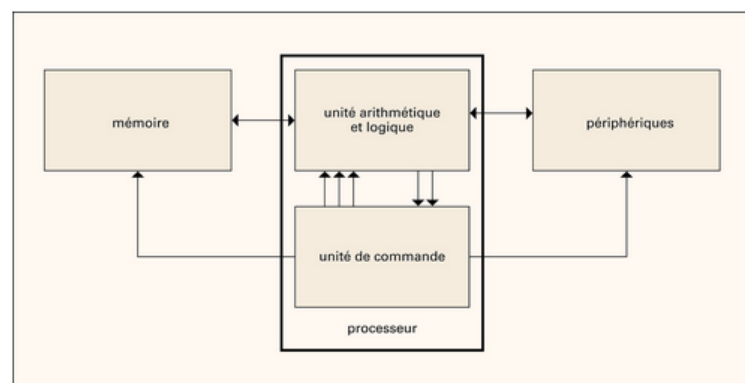 mémoire
unité arithmétique
et logique
périphériques
unité de commande
processeur